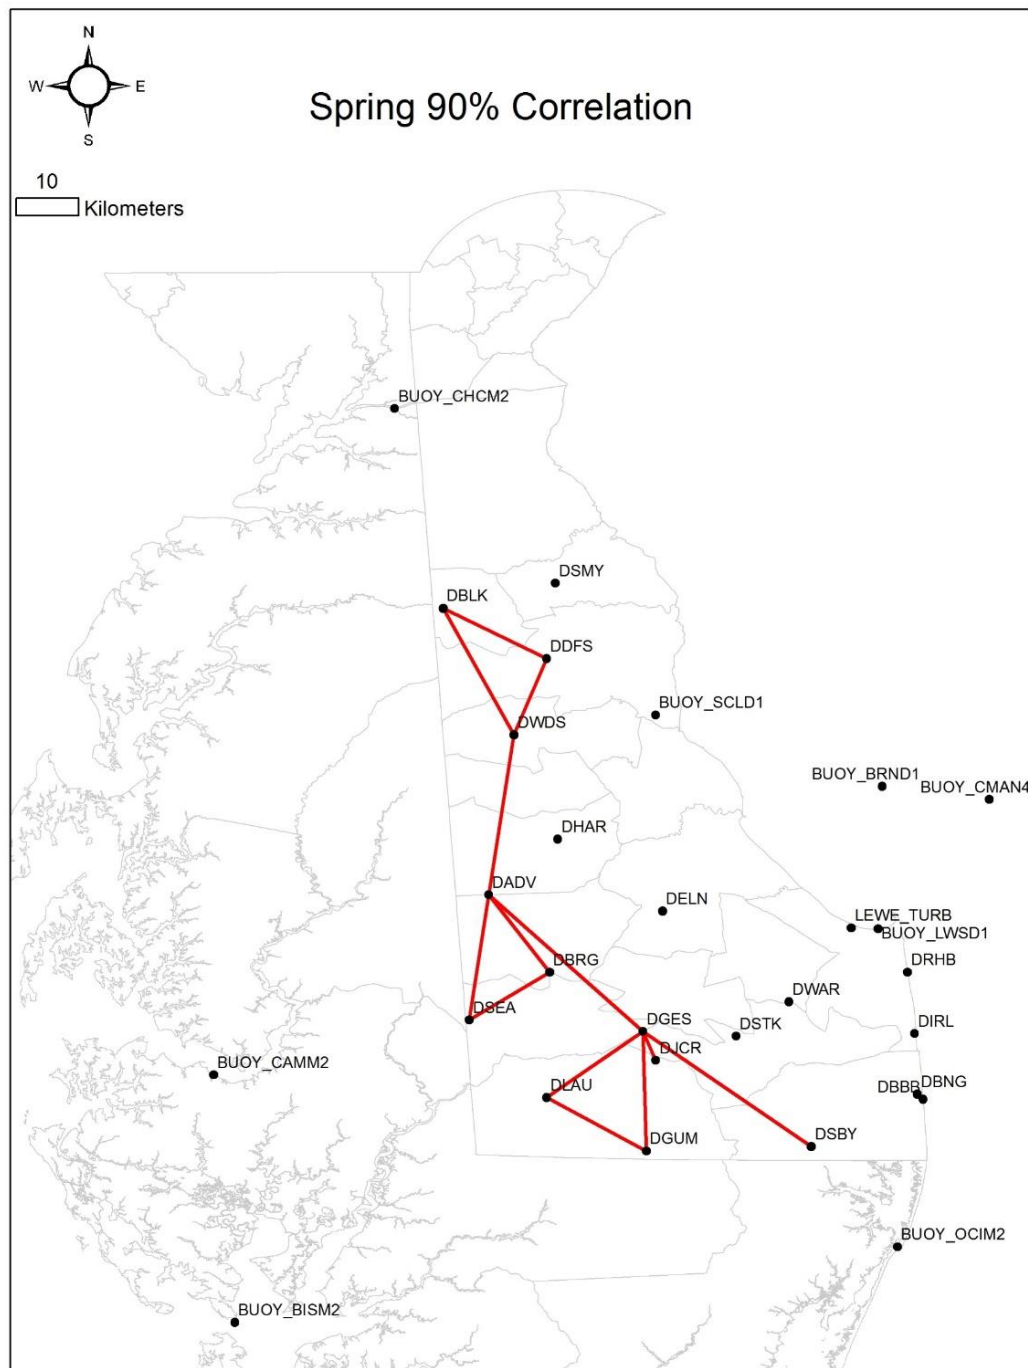 N
W E
S
Spring 90% Correlation
10
Kilometers
BUOY_CHCM2
DSMY
DBLK
DDFS
BUOY_SCLD1
DWDS
BUOY_BRND1
BUOY_CMAN4
DHAR
DADV
DELN
LEWE_TURB
BUOY_LWSD1
DBRG
DRHB
DWAR
DSEA
DGES
DSTK
DIRL
DJCR
BUOY_CAMM2
DLAU
DBBB
DBNG
DGUM
DSBY
BUOY_OCIM2
BUOY_BISM2